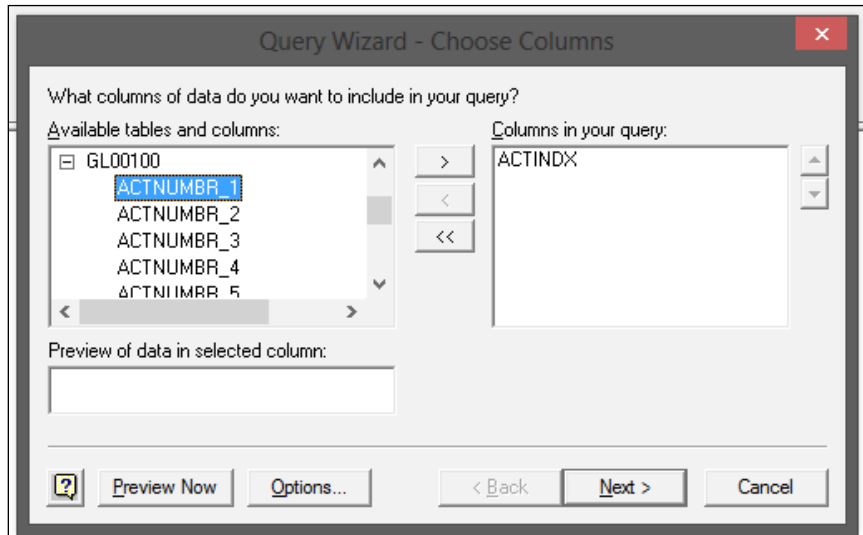 Query Wizard - Choose Columns
What columns of data do you want to include in your query?
Available tables and columns:
Columns in your query:
GL00100
ACTNUMBR_1
ACTNUMBR_2
ACTNUMBR_3
ACTNUMBR_4
ACTNUMBR_5
>
<
<<
ACTINDX
Preview of data in selected column:
Preview Now
Options...
< Back
Next >
Cancel